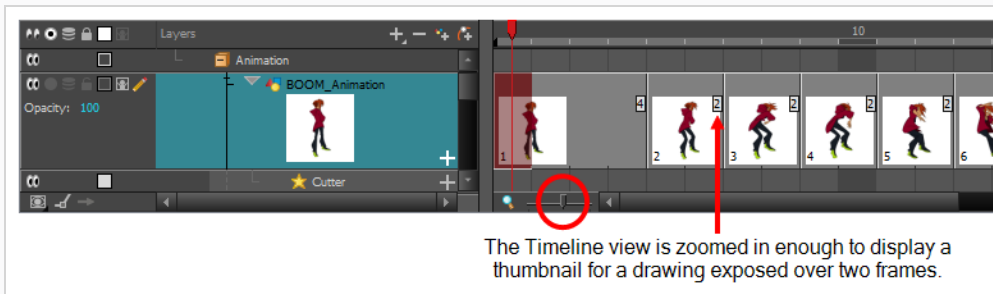 Layers
10
Animation
BOOM_Animation
Opacity: 100
4
2
2
2
2
1
2
3
4
5
6
Cutter
The Timeline view is zoomed in enough to display a
thumbnail for a drawing exposed over two frames.